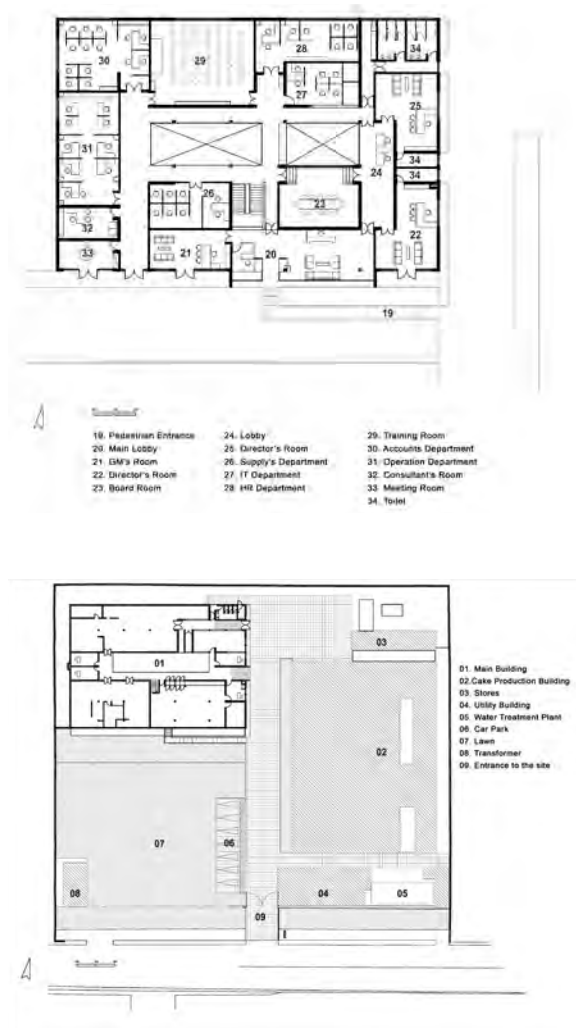 30
29
28
34
27
25
31
24
34
34
26
23
32
22
33
21
20
19
19. Pedestrian Entrance
20. Main Lobby
21. GM's Room
22. Director's Room
23. Board Room
24. Lobby
25. Director's Room
26. Supply's Department
27. IT Department
28. HR Department
29. Training Room
30. Accounts Department
31. Operation Department
32. Consultant's Room
33. Meeting Room
34. Toilet
03
01
02
07
06
08
04
05
09
01. Main Building
02.Cake Production Building
03. Stores
04. Utility Building
05. Water Treatment Plant
06. Car Park
07. Lawn
08. Transformer
09. Entrance to the site